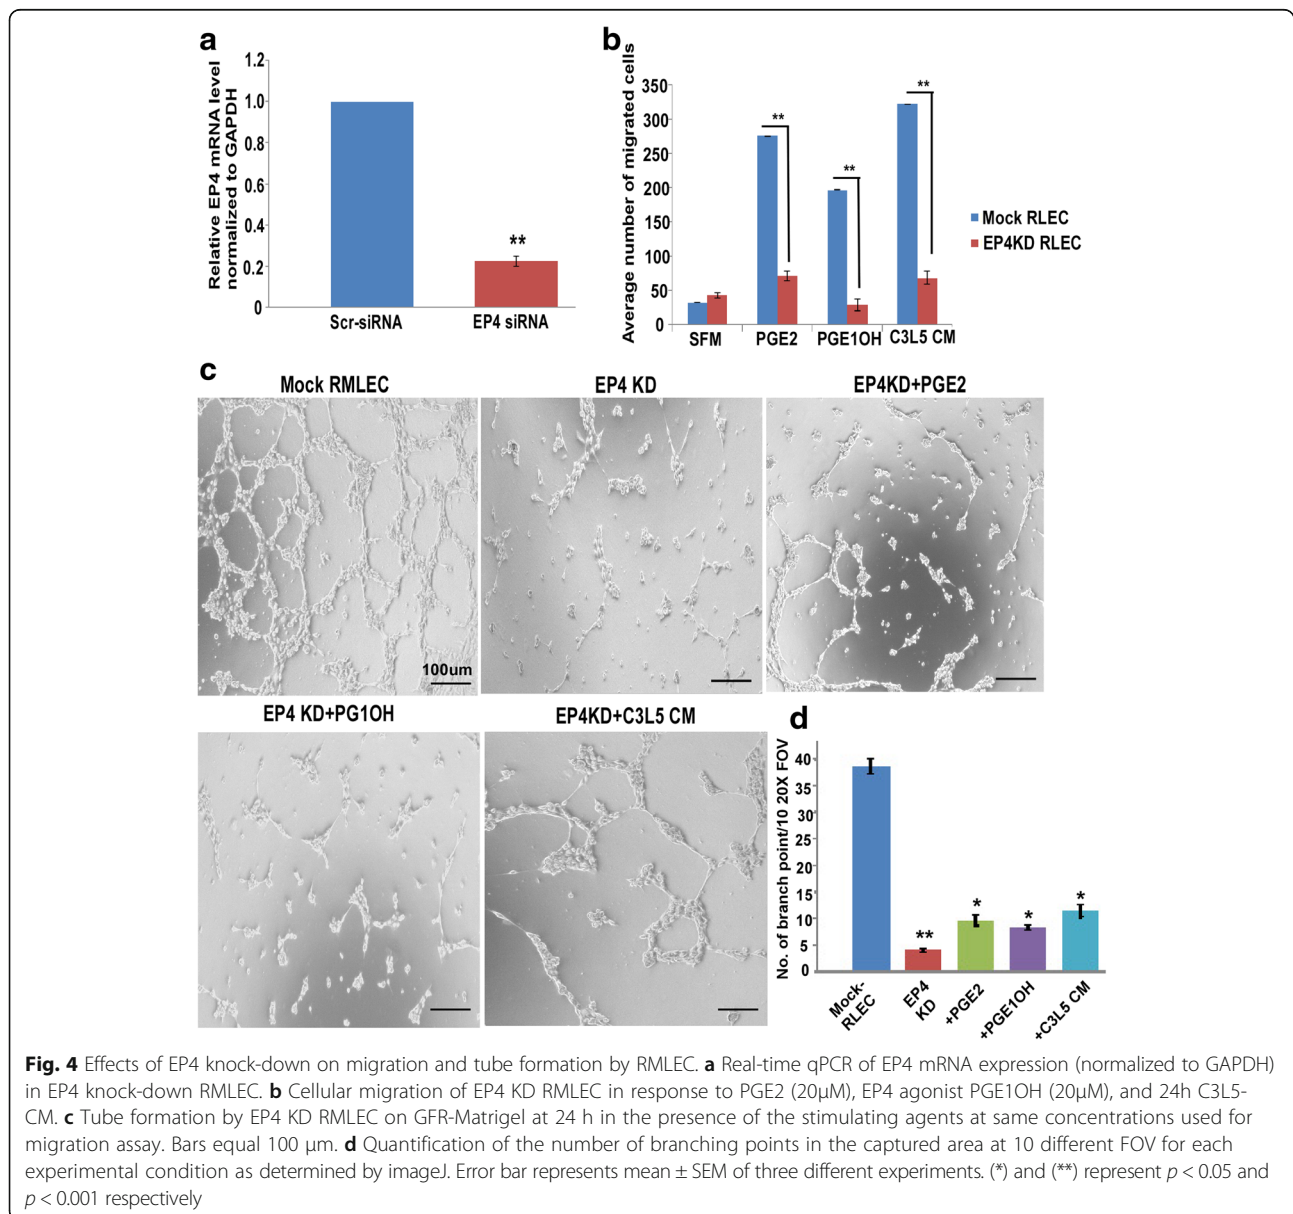 a
Relative EP4 mRNA level
normalized to GAPDH
1.2
1.0
0.8
0.6
0.4
0.2
0
**
Scr-siRNA
EP4 siRNA
b
Average number of migrated cells
350
300
250
200
150
100
50
0
**
**
**
SFM
PGE2
PGE1OH
C3L5 CM
Mock RLEC
EP4KD RLEC
c
Mock RMLEC
EP4 KD
EP4KD+PGE2
100um
EP4 KD+PG1OH
EP4KD+C3L5 CM
d
No. of branch point/10 20X FOV
40
35
30
25
20
15
10
5
0
**
*
*
*
Mock-
RLEC
EP4
KD
+PGE2
+PGE1OH
+C3L5 CM
Fig. 4 Effects of EP4 knock-down on migration and tube formation by RMLEC. a Real-time qPCR of EP4 mRNA expression (normalized to GAPDH)
in EP4 knock-down RMLEC. b Cellular migration of EP4 KD RMLEC in response to PGE2 (20μM), EP4 agonist PGE1OH (20μM), and 24h C3L5-
CM. c Tube formation by EP4 KD RMLEC on GFR-Matrigel at 24 h in the presence of the stimulating agents at same concentrations used for
migration assay. Bars equal 100 μm. d Quantification of the number of branching points in the captured area at 10 different FOV for each
experimental condition as determined by imageJ. Error bar represents mean ± SEM of three different experiments. (*) and (**) represent p < 0.05 and
p < 0.001 respectively